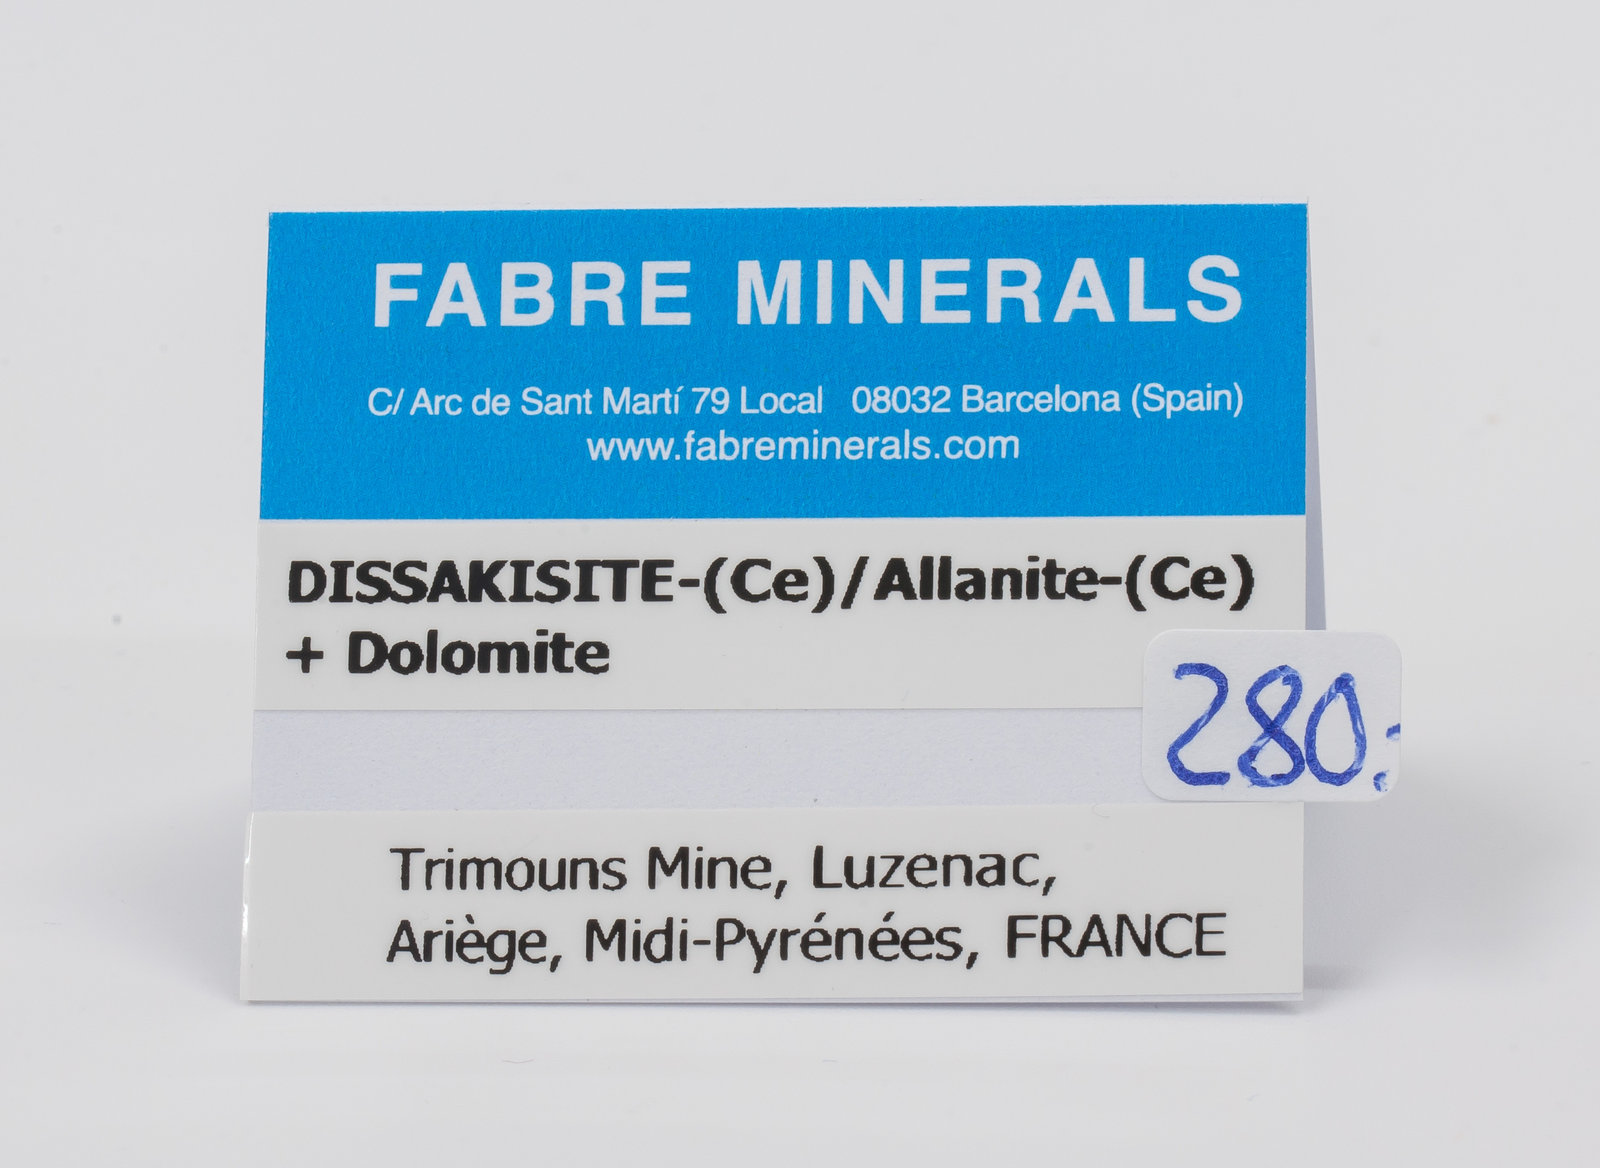 FABRE MINERALS
C/ Arc de Sant Martí 79 Local 08032 Barcelona (Spain)
www.fabreminerals.com
DISSAKISITE-(Ce)/Allanite-(Ce)
+ Dolomite
280.-
Trimouns Mine, Luzenac,
Ariège, Midi-Pyrénées, FRANCE